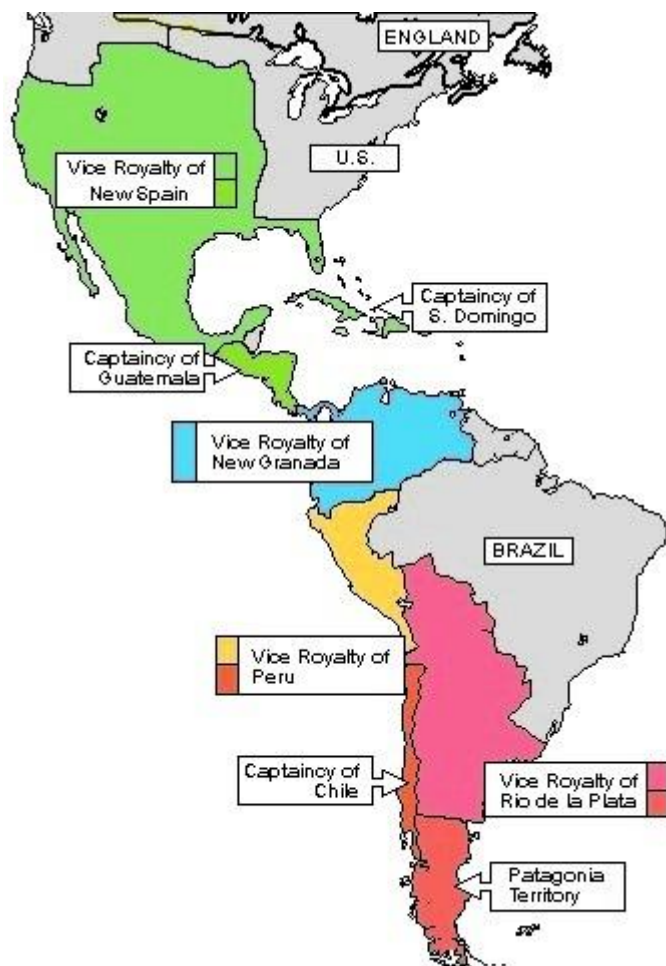 ENGLAND
U.S.
Vice Royalty of
New Spain
Captaincy of
S. Domingo
Captaincy of
Guatemala
Vice Royalty of
New Granada
BRAZIL
Vice Royalty of
Peru
Captaincy of
Chile
Vice Royalty of
Rio de la Plata
Patagonia
Territory